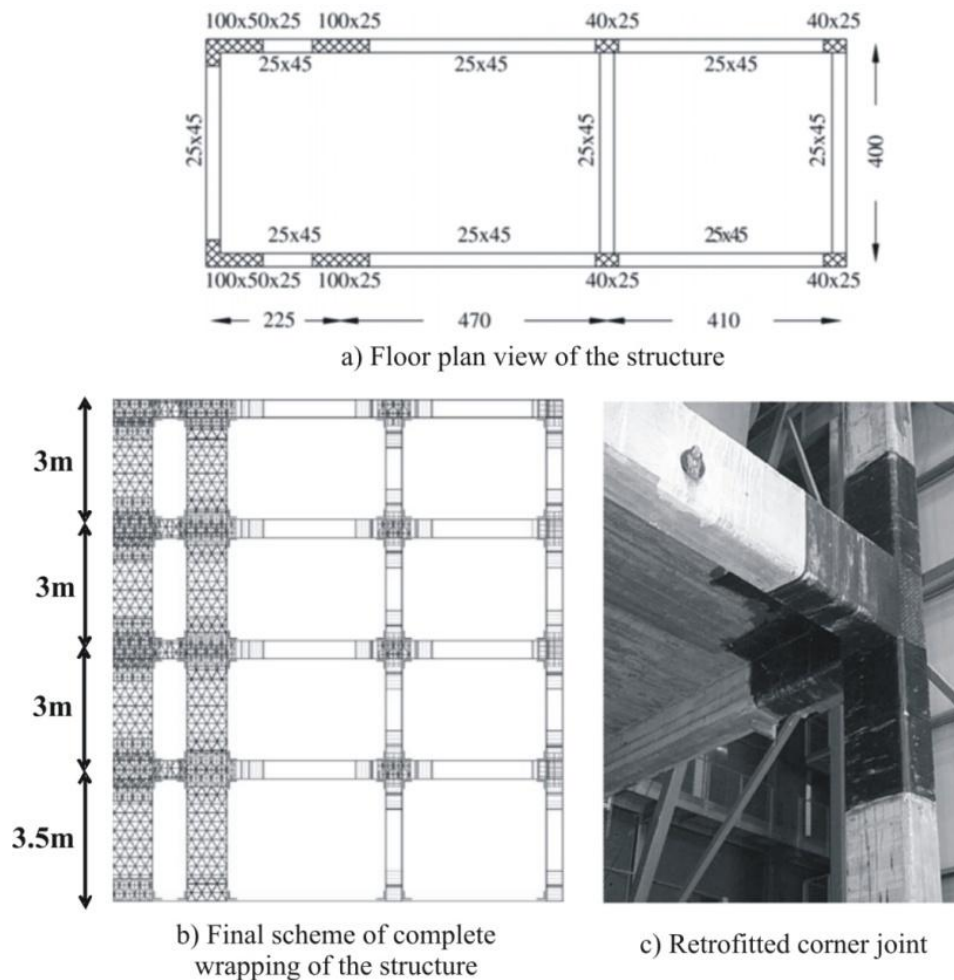 100x50x25 100x25 40x25 40x25
25x45 25x45 25x45
25x45 25x45 25x45 400
25x45 25x45 25x45
100x50x25 100x25 40x25 40x25
225 470 410
a) Floor plan view of the structure
3m
3m
3m
3.5m
b) Final scheme of complete
wrapping of the structure
c) Retrofitted corner joint